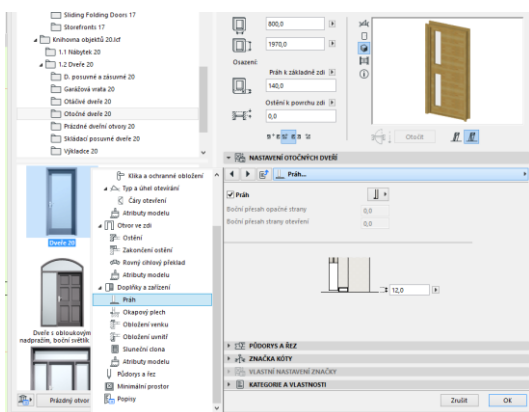 Sliding Folding Doors 17
Storefronts 17
Knihovna objektů 20.lcf
1.1 Nábytek 20
1.2 Dveře 20
D. posuvné a zásuvné 20
Garážová vrata 20
Otáčivé dveře 20
Otočné dveře 20
Prázdné dveřní otvory 20
Skládací posuvné dveře 20
Výkladce 20
Dveře 20
Dveře s obloukovým
nadpražím, boční světlík
Prázdný otvor
Klika a ochranné obložení
Typ a úhel otevírání
Čáry otevření
Atributy modelu
Otvor ve zdi
Ostění
Zakončení ostění
Rovný cihlový překlad
Atributy modelu
Doplňky a zařízení
Práh
Okapový plech
Obložení venku
Obložení uvnitř
Sluneční clona
Atributy modelu
Půdorys a řez
Minimální prostor
Popisy
800,0
1970,0
Osazení:
Práh k základně zdi
140,0
Ostění k povrchu zdi
0,0
Otočit
NASTAVENÍ OTOČNÝCH DVEŘÍ
Práh...
Práh
Boční přesah opačné strany
0,0
Boční přesah strany otevření
0,0
12,0
PŮDORYS A ŘEZ
ZNAČKA KÓTY
VLASTNÍ NASTAVENÍ ZNAČKY
KATEGORIE A VLASTNOSTI
Zrušit
OK